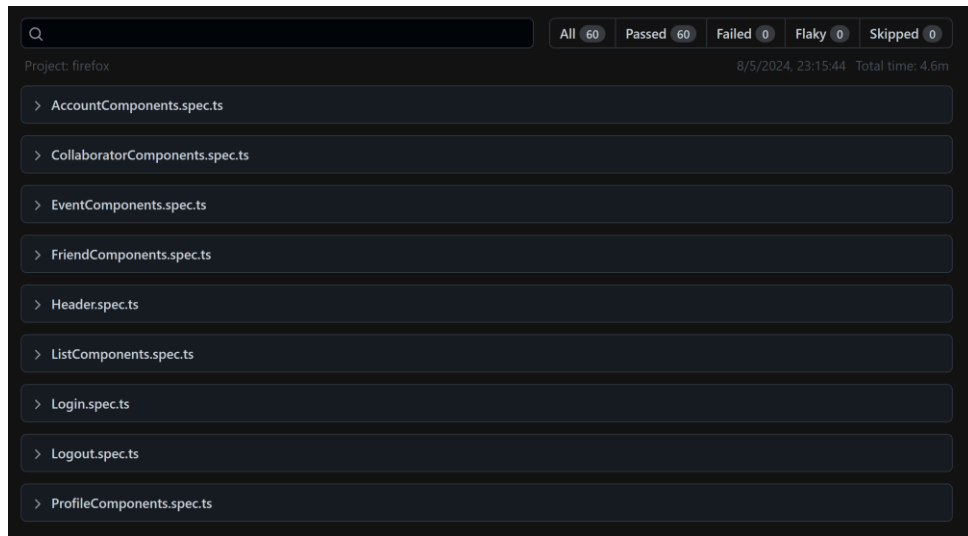 All 60 Passed 60 Failed 0 Flaky 0 Skipped 0
Project: firefox 8/5/2024, 23:15:44 Total time: 4.6m
AccountComponents.spec.ts
CollaboratorComponents.spec.ts
EventComponents.spec.ts
FriendComponents.spec.ts
Header.spec.ts
ListComponents.spec.ts
Login.spec.ts
Logout.spec.ts
ProfileComponents.spec.ts